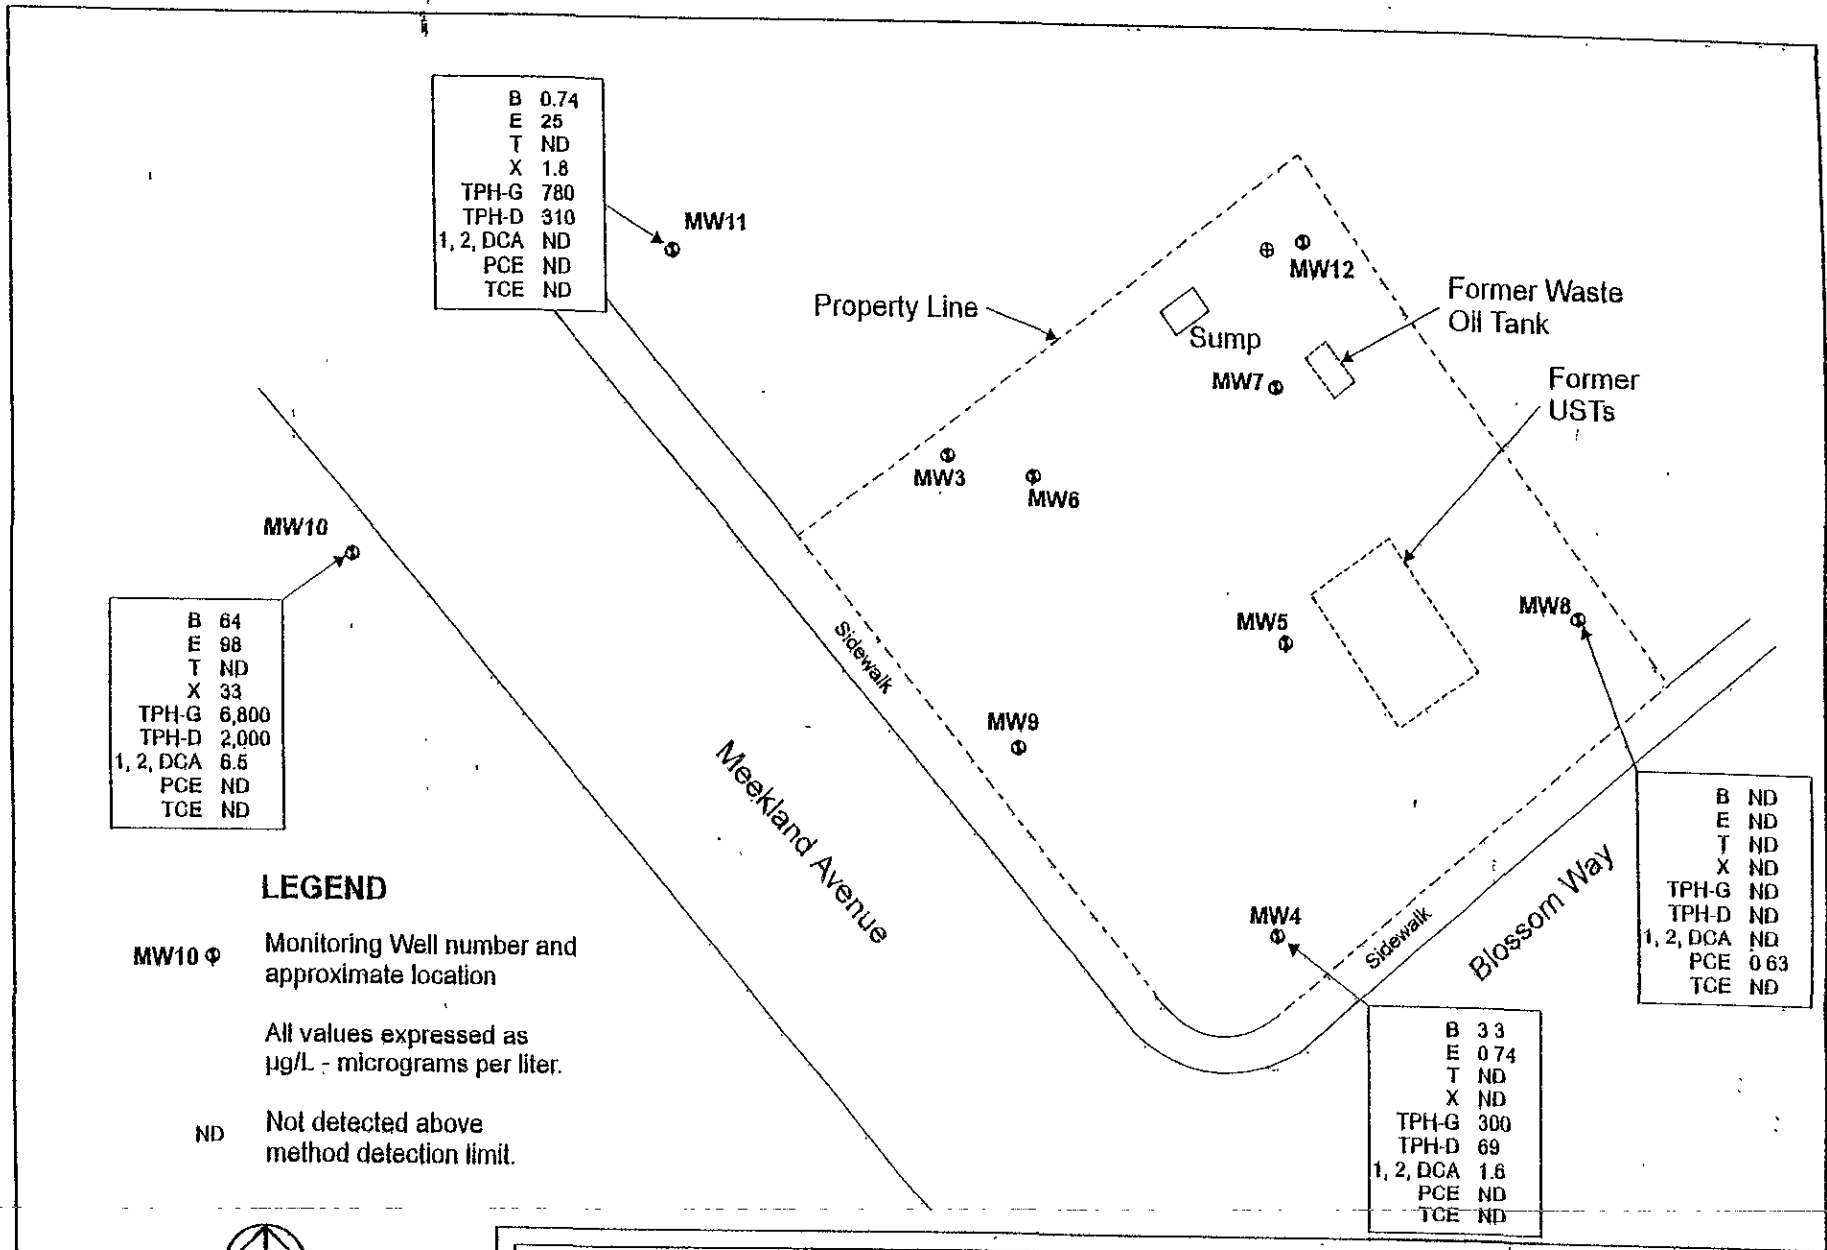 B 0.74
E 25
T ND
X 1.8
TPH-G 780
TPH-D 310
1, 2, DCA ND
PCE ND
TCE ND
MW11
MW12
Property Line
Sump
Former Waste
Oil Tank
MW7
Former
USTs
MW3
MW6
MW10
B 64
E 98
T ND
X 33
TPH-G 6,800
TPH-D 2,000
1, 2, DCA 6.5
PCE ND
TCE ND
Sidewalk
MW5
MW8
MW9
Meekland Avenue
B ND
E ND
T ND
X ND
TPH-G ND
TPH-D ND
1, 2, DCA ND
PCE 0 63
TCE ND
MW4
Sidewalk
Blossom Way
B 3 3
E 0 74
T ND
X ND
TPH-G 300
TPH-D 69
1, 2, DCA 1.6
PCE ND
TCE ND
LEGEND
MW10 Monitoring Well number and
approximate location
All values expressed as
µg/L - micrograms per liter.
ND Not detected above
method detection limit.